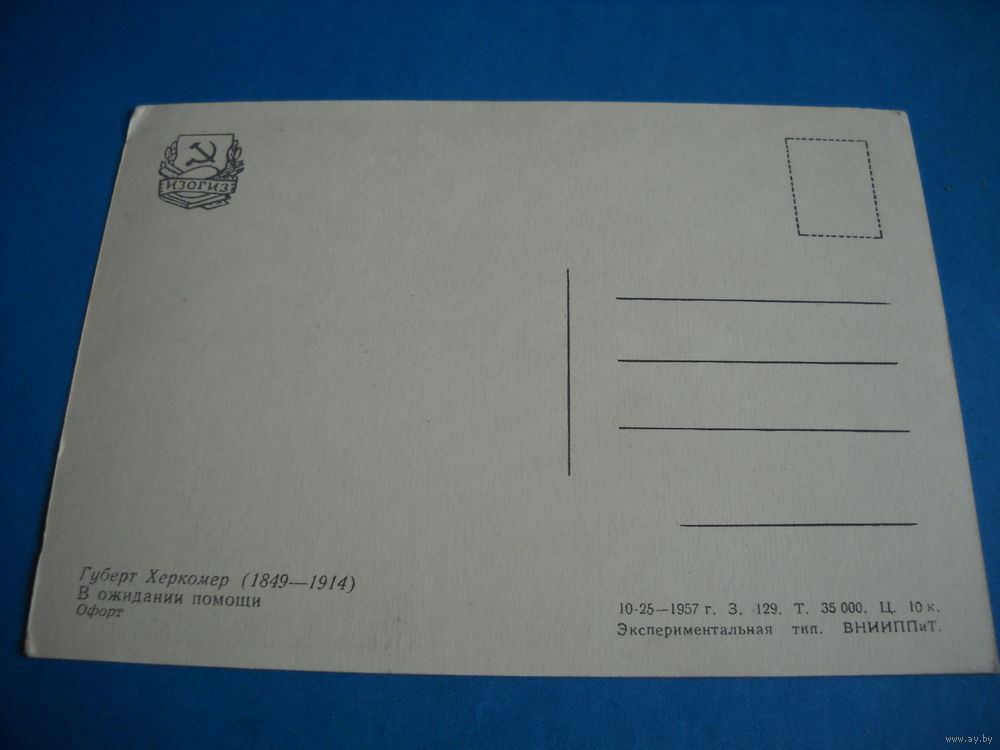 ИЗОГИЗ
Губерт Херкомер (1849—1914)
В ожидании помощи
Офорт
10-25—1957 г. З. 129. Т. 35 000. Ц. 10 к.
Экспериментальная тип. ВНИИППиТ.
www.ay.by